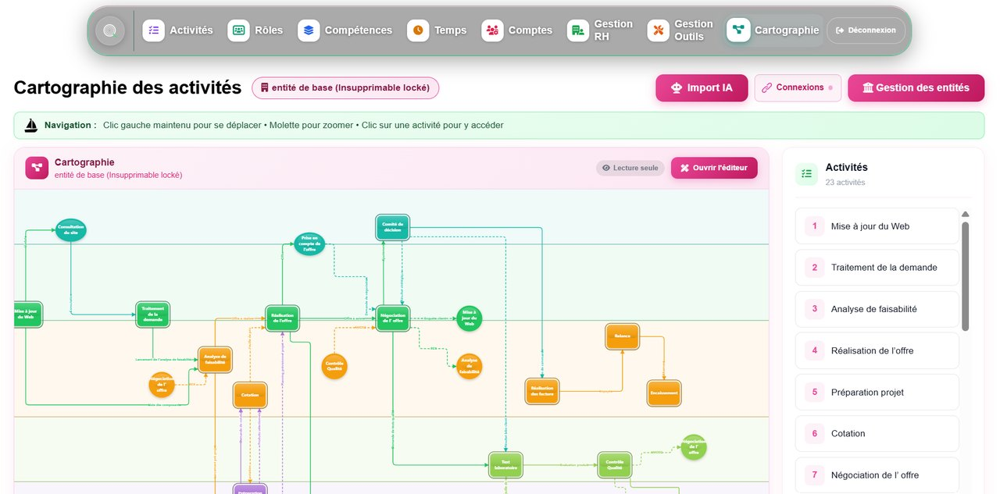 Activités
Rôles
Compétences
Temps
Comptes
Gestion
RH
Gestion
Outils
Cartographie
Déconnexion
Cartographie des activités
entité de base (Insupprimable locké)
Import IA
Connexions
Gestion des entités
Navigation : Clic gauche maintenu pour se déplacer • Molette pour zoomer • Clic sur une activité pour y accéder
Cartographie
entité de base (Insupprimable locké)
Lecture seule
Ouvrir l'éditeur
Consultation
du site
Prise en
compte de
l'offre
Comité de
décision
Mise à jour
du Web
Traitement
de la
demande
Réalisation
de l'offre
Négociation
de l' offre
Mise à
jour du
Web
Analyse de
faisabilité
Négociation
de l'
offre
Cotation
Contrôle
Qualité
Analyse
de
faisabilité
Relance
Réalisation
des facture
Encaissement
Lancement de l'analyse de faisabilité
Test
laboratoire
Contrôle
Qualité
Négociation
de l'
offre
Activités
23 activités
1 Mise à jour du Web
2 Traitement de la demande
3 Analyse de faisabilité
4 Réalisation de l'offre
5 Préparation projet
6 Cotation
7 Négociation de l' offre